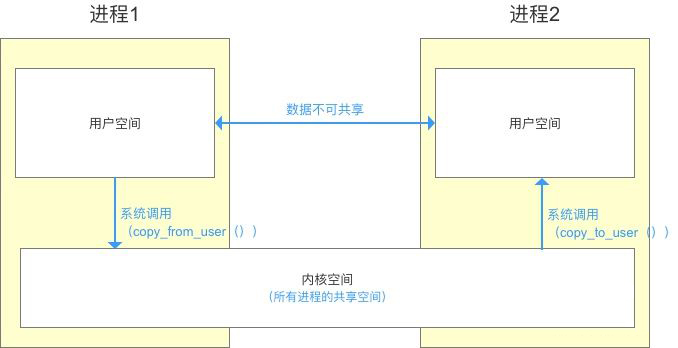 进程1
进程2
数据不可共享
用户空间
用户空间
系统调用
（copy_from_user（））
系统调用
（copy_to_user（））
内核空间
（所有进程的共享空间）